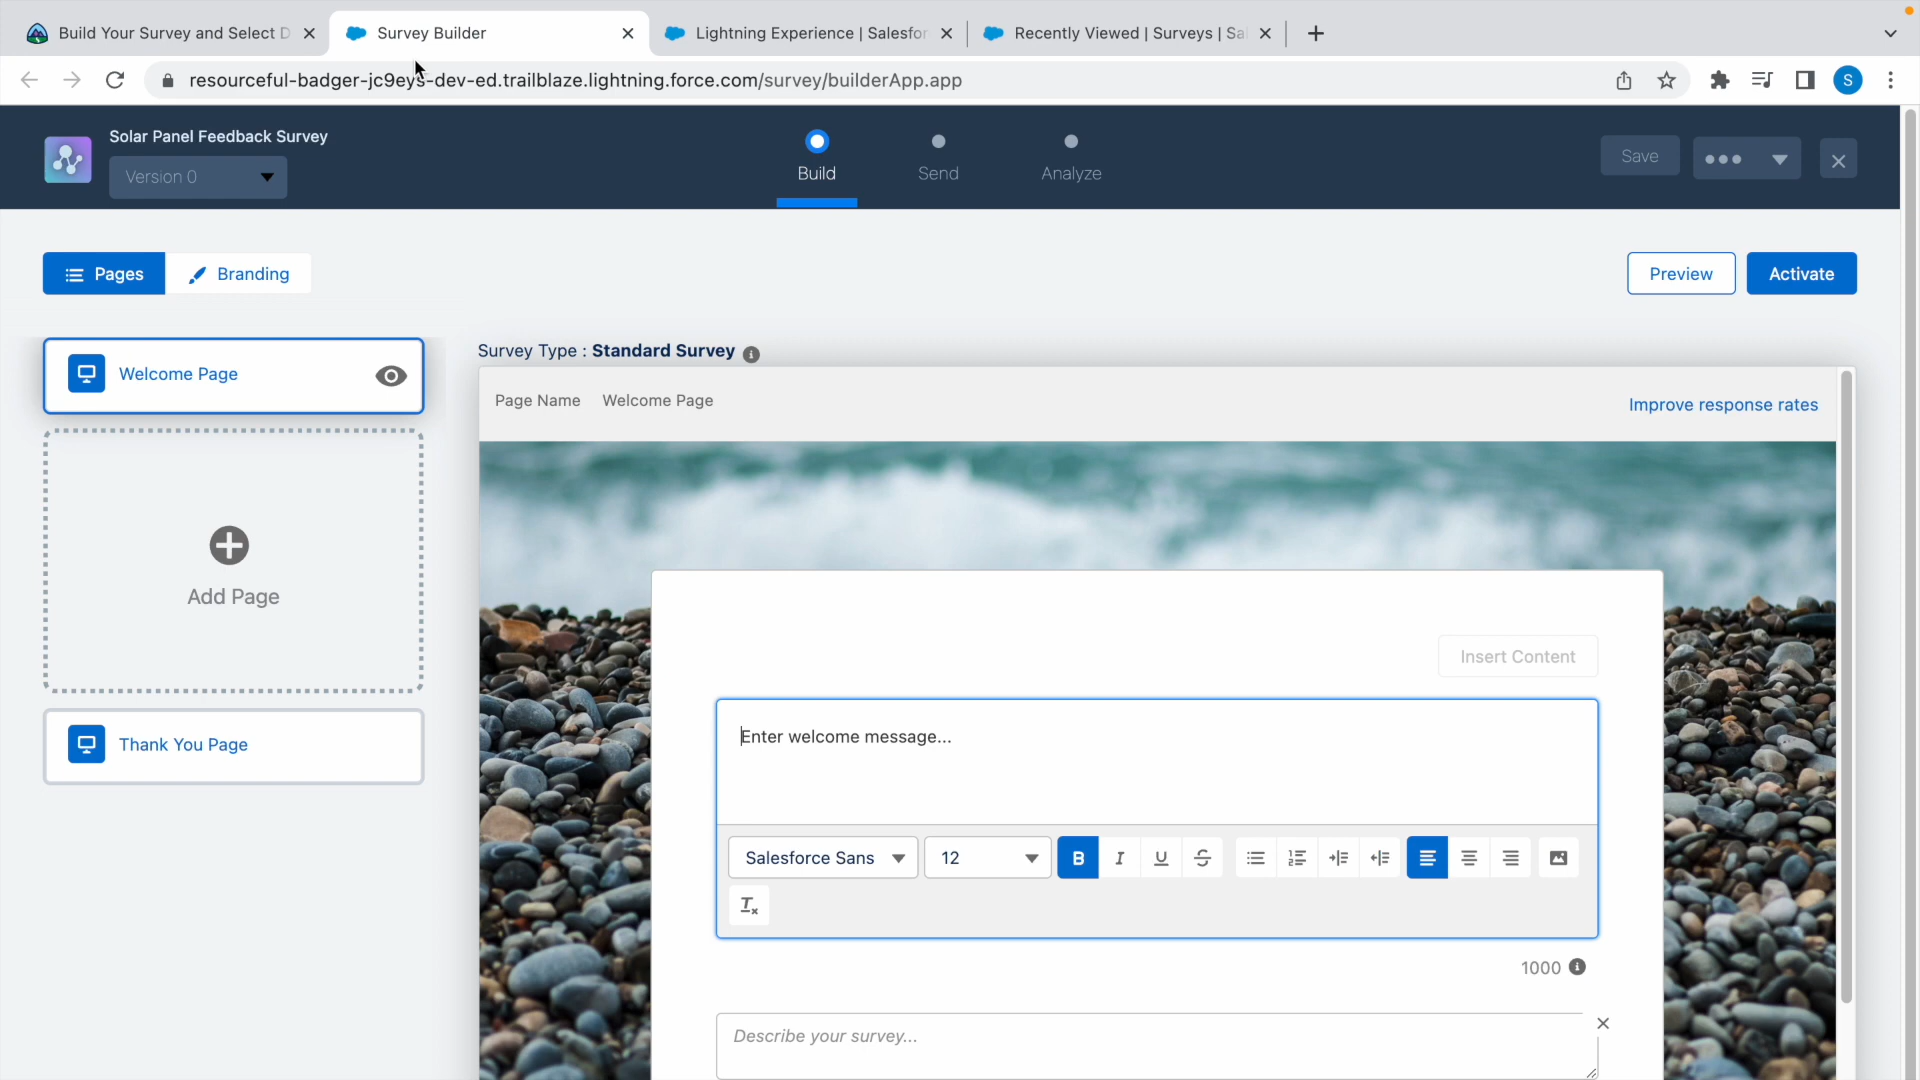 Build Your Survey and Select D
Survey Builder
Lightning Experience | Salesfor
Recently Viewed | Surveys | Sal
resourceful-badger-jc9eys-dev-ed.trailblaze.lightning.force.com/survey/builderApp.app
S
Solar Panel Feedback Survey
Version 0
Build
Send
Analyze
Save
Pages
Branding
Preview
Activate
Survey Type : Standard Survey
Welcome Page
Page Name Welcome Page
Improve response rates
Add Page
Insert Content
Thank You Page
Enter welcome message...
Salesforce Sans
12
B I U S
1000
Describe your survey...